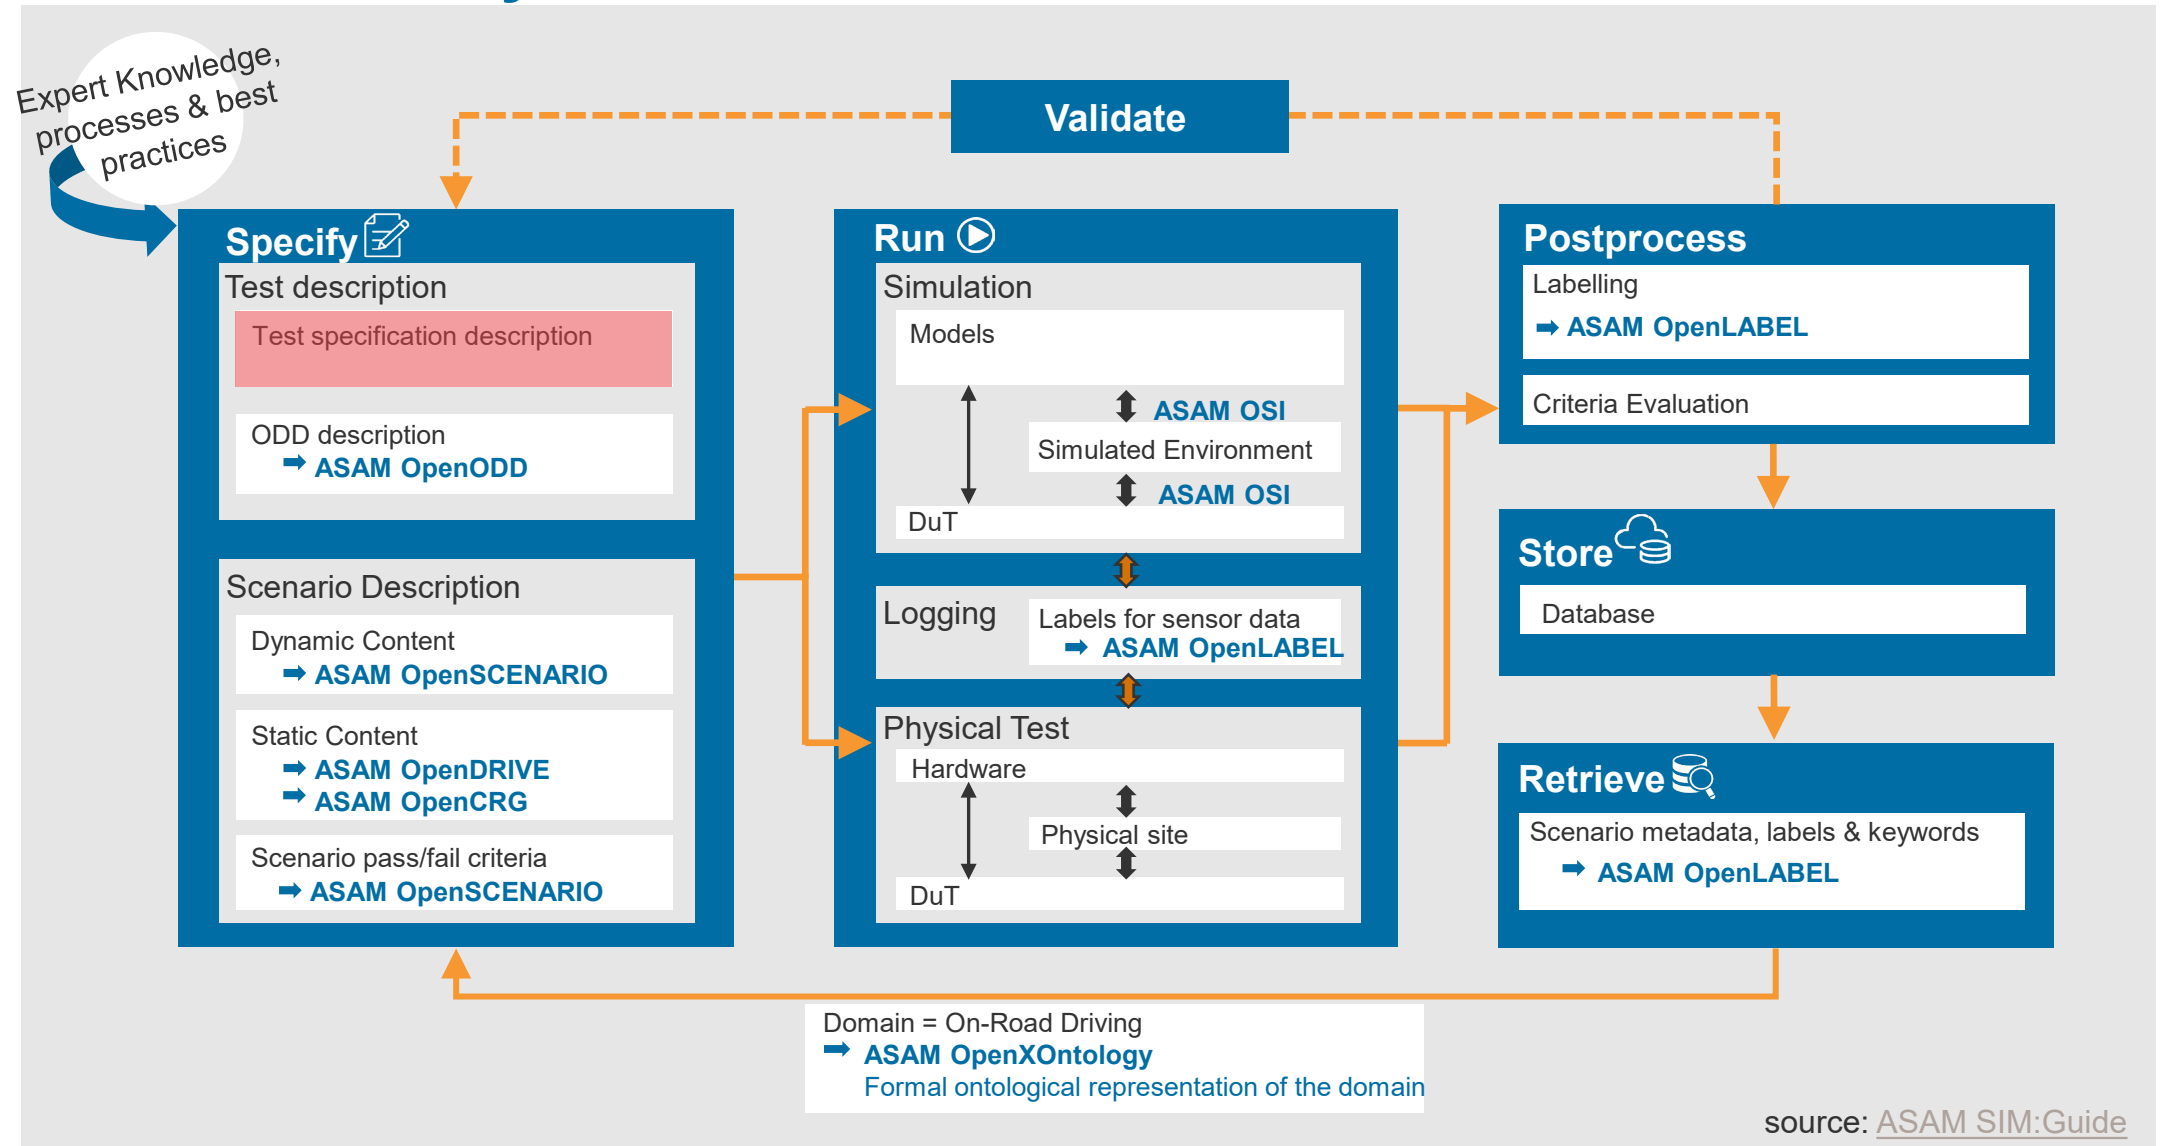 Expert Knowledge,
processes & best
practices
Validate
Specify
Test description
Test specification description
ODD description
ASAM OpenODD
Scenario Description
Dynamic Content
ASAM OpenSCENARIO
Static Content
ASAM OpenDRIVE
ASAM OpenCRG
Scenario pass/fail criteria
ASAM OpenSCENARIO
Run
Simulation
Models
ASAM OSI
Simulated Environment
ASAM OSI
DuT
Logging
Labels for sensor data
ASAM OpenLABEL
Physical Test
Hardware
Physical site
DuT
Postprocess
Labelling
ASAM OpenLABEL
Criteria Evaluation
Store
Database
Retrieve
Scenario metadata, labels & keywords
ASAM OpenLABEL
Domain = On-Road Driving
ASAM OpenXOntology
Formal ontological representation of the domain
source: ASAM SIM:Guide